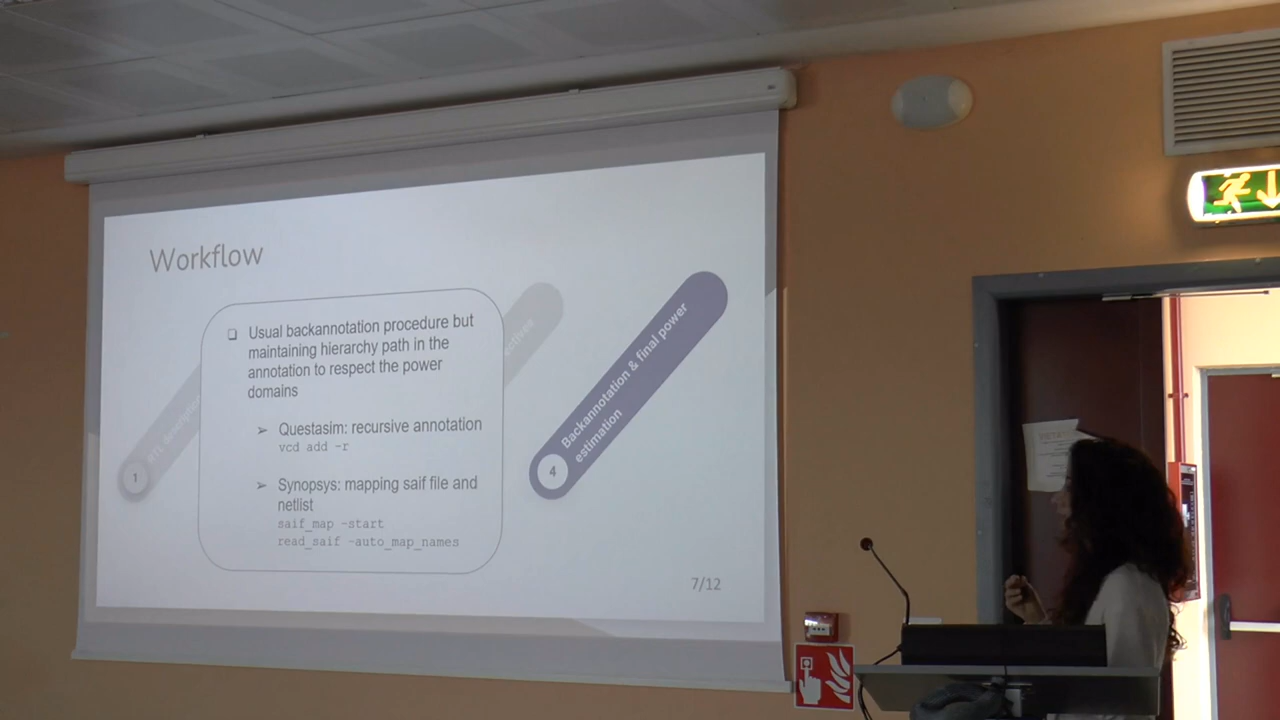 Workflow
❑ Usual backannotation procedure but
maintaining hierarchy path in the
annotation to respect the power
domains
➢ Questasim: recursive annotation
vcd add -r
➢ Synopsys: mapping saif file and
netlist
saif_map -start
read_saif -auto_map_names
1
RTL
4
Backannotation & final power
estimation
7/12